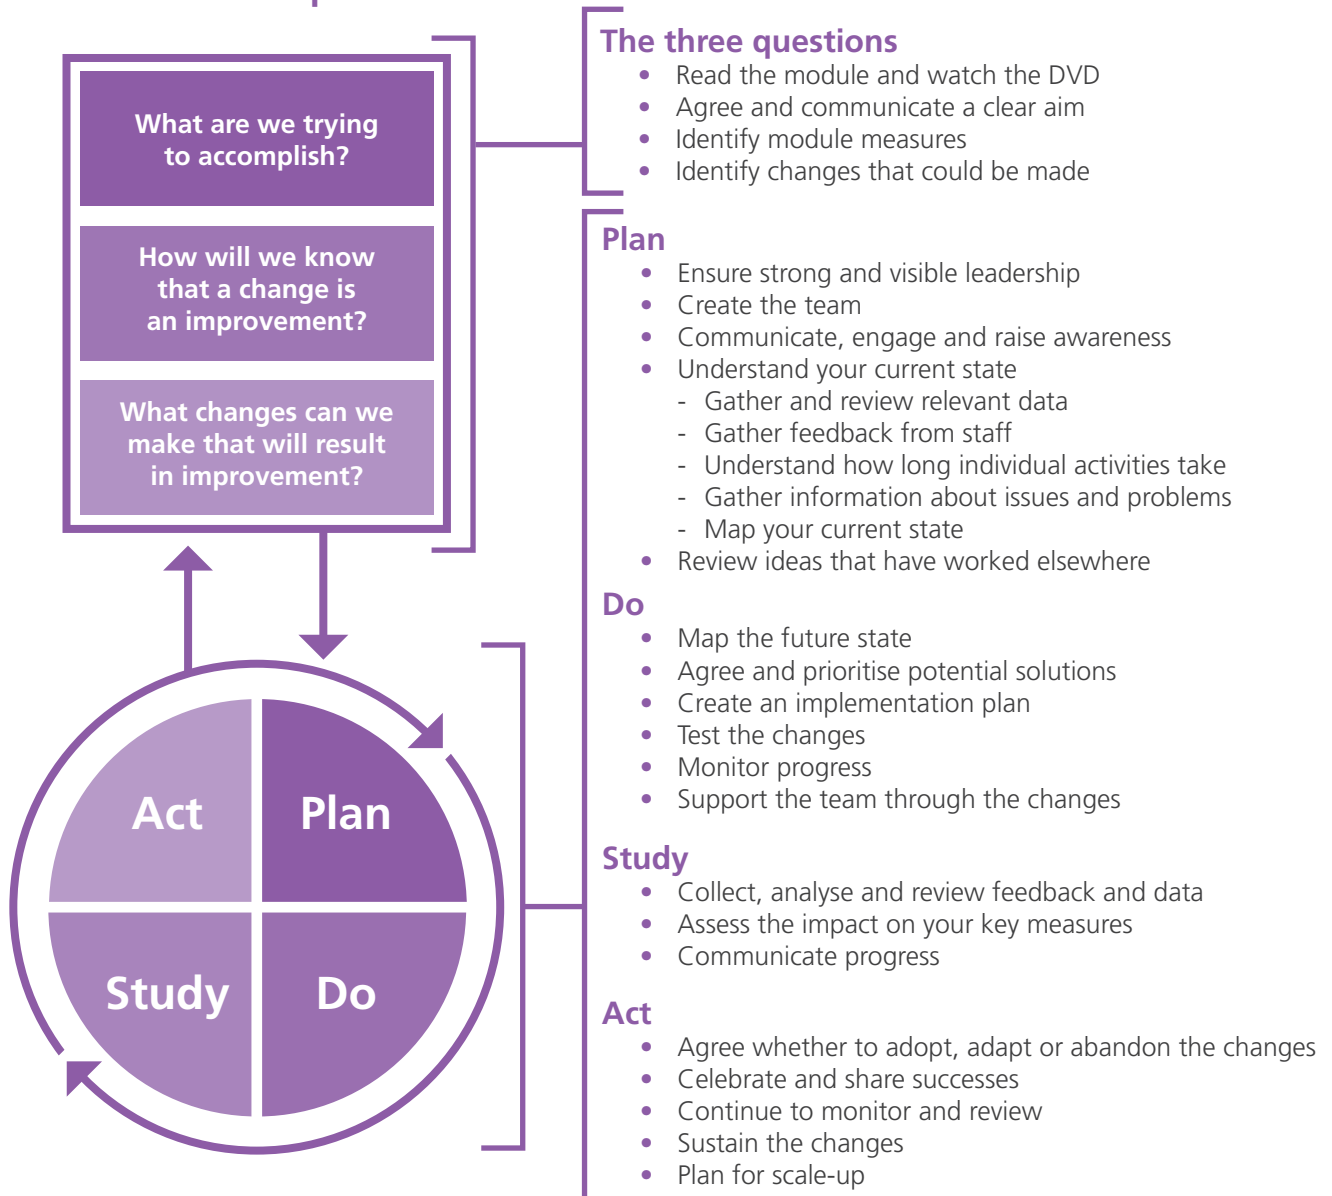 What are we trying
to accomplish?
How will we know
that a change is
an improvement?
What changes can we
make that will result
in improvement?
Act
Plan
Study
Do
The three questions
• Read the module and watch the DVD
• Agree and communicate a clear aim
• Identify module measures
• Identify changes that could be made
Plan
• Ensure strong and visible leadership
• Create the team
• Communicate, engage and raise awareness
• Understand your current state
- Gather and review relevant data
- Gather feedback from staff
- Understand how long individual activities take
- Gather information about issues and problems
- Map your current state
• Review ideas that have worked elsewhere
Do
• Map the future state
• Agree and prioritise potential solutions
• Create an implementation plan
• Test the changes
• Monitor progress
• Support the team through the changes
Study
• Collect, analyse and review feedback and data
• Assess the impact on your key measures
• Communicate progress
Act
• Agree whether to adopt, adapt or abandon the changes
• Celebrate and share successes
• Continue to monitor and review
• Sustain the changes
• Plan for scale-up